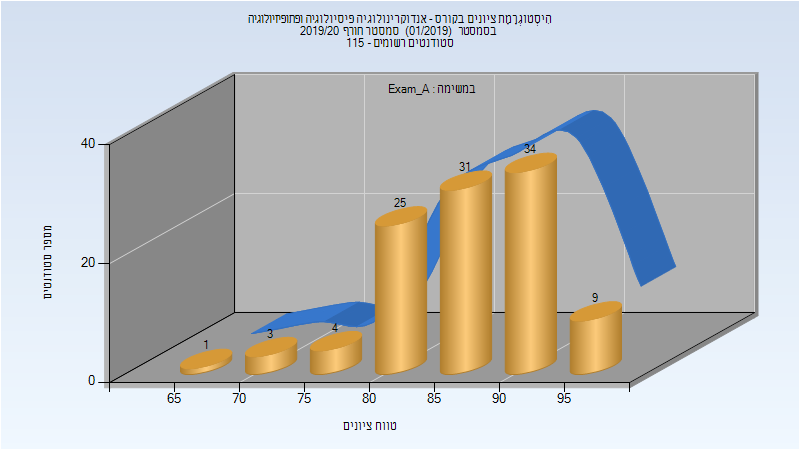 היסטוגרמת ציונים בקורס - אנדוקרינולוגיה פיסיולוגיה ופתופיזיולוגיה
בסמסטר (01/2019) סמסטר חורף 2019/20
סטודנטים רשומים - 115
במשימה : Exam_A
40
20
0
מספר סטודנטים
1
3
4
25
31
34
9
65
70
75
80
85
90
95
טווח ציונים